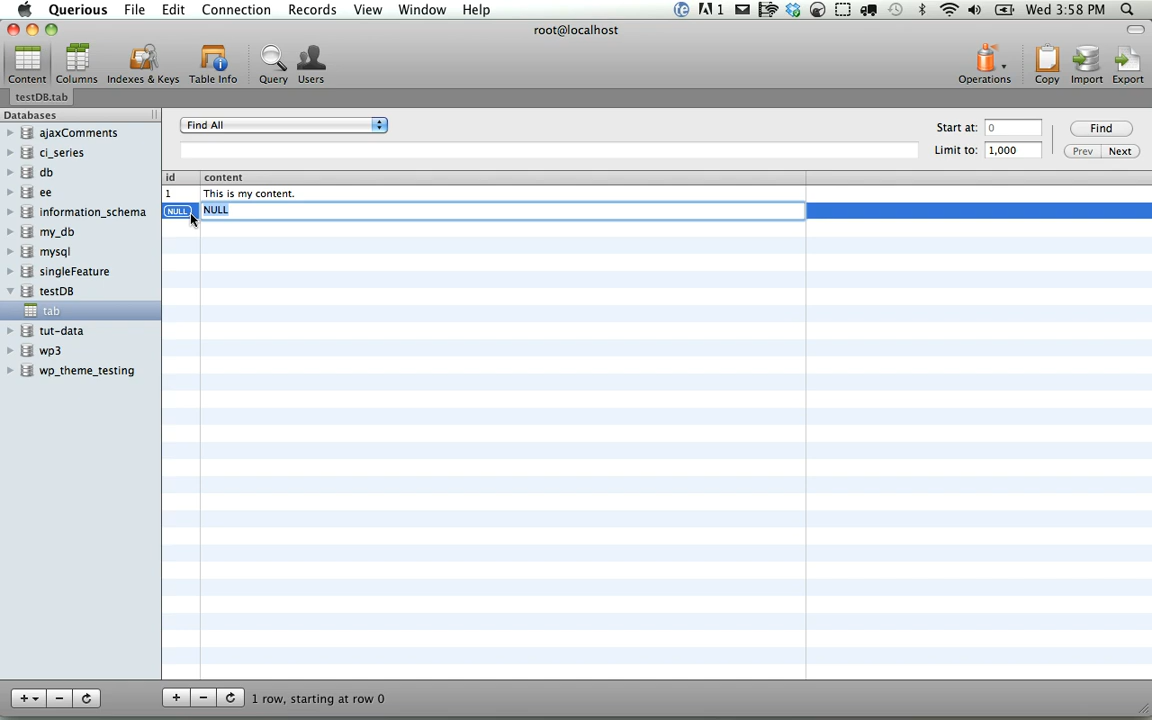 Querious File Edit Connection Records View Window Help 1 Wed 3:58 PM
root@localhost
Content Columns Indexes & Keys Table Info Query Users Operations Copy Import Export
testDB.tab
Databases
ajaxComments
ci_series
db
ee
information_schema
my_db
mysql
singleFeature
testDB
tab
tut-data
wp3
wp_theme_testing
Find All Start at: 0 Find
Limit to: 1,000 Prev Next
id content
1 This is my content.
NULL NULL
+ - + - 1 row, starting at row 0